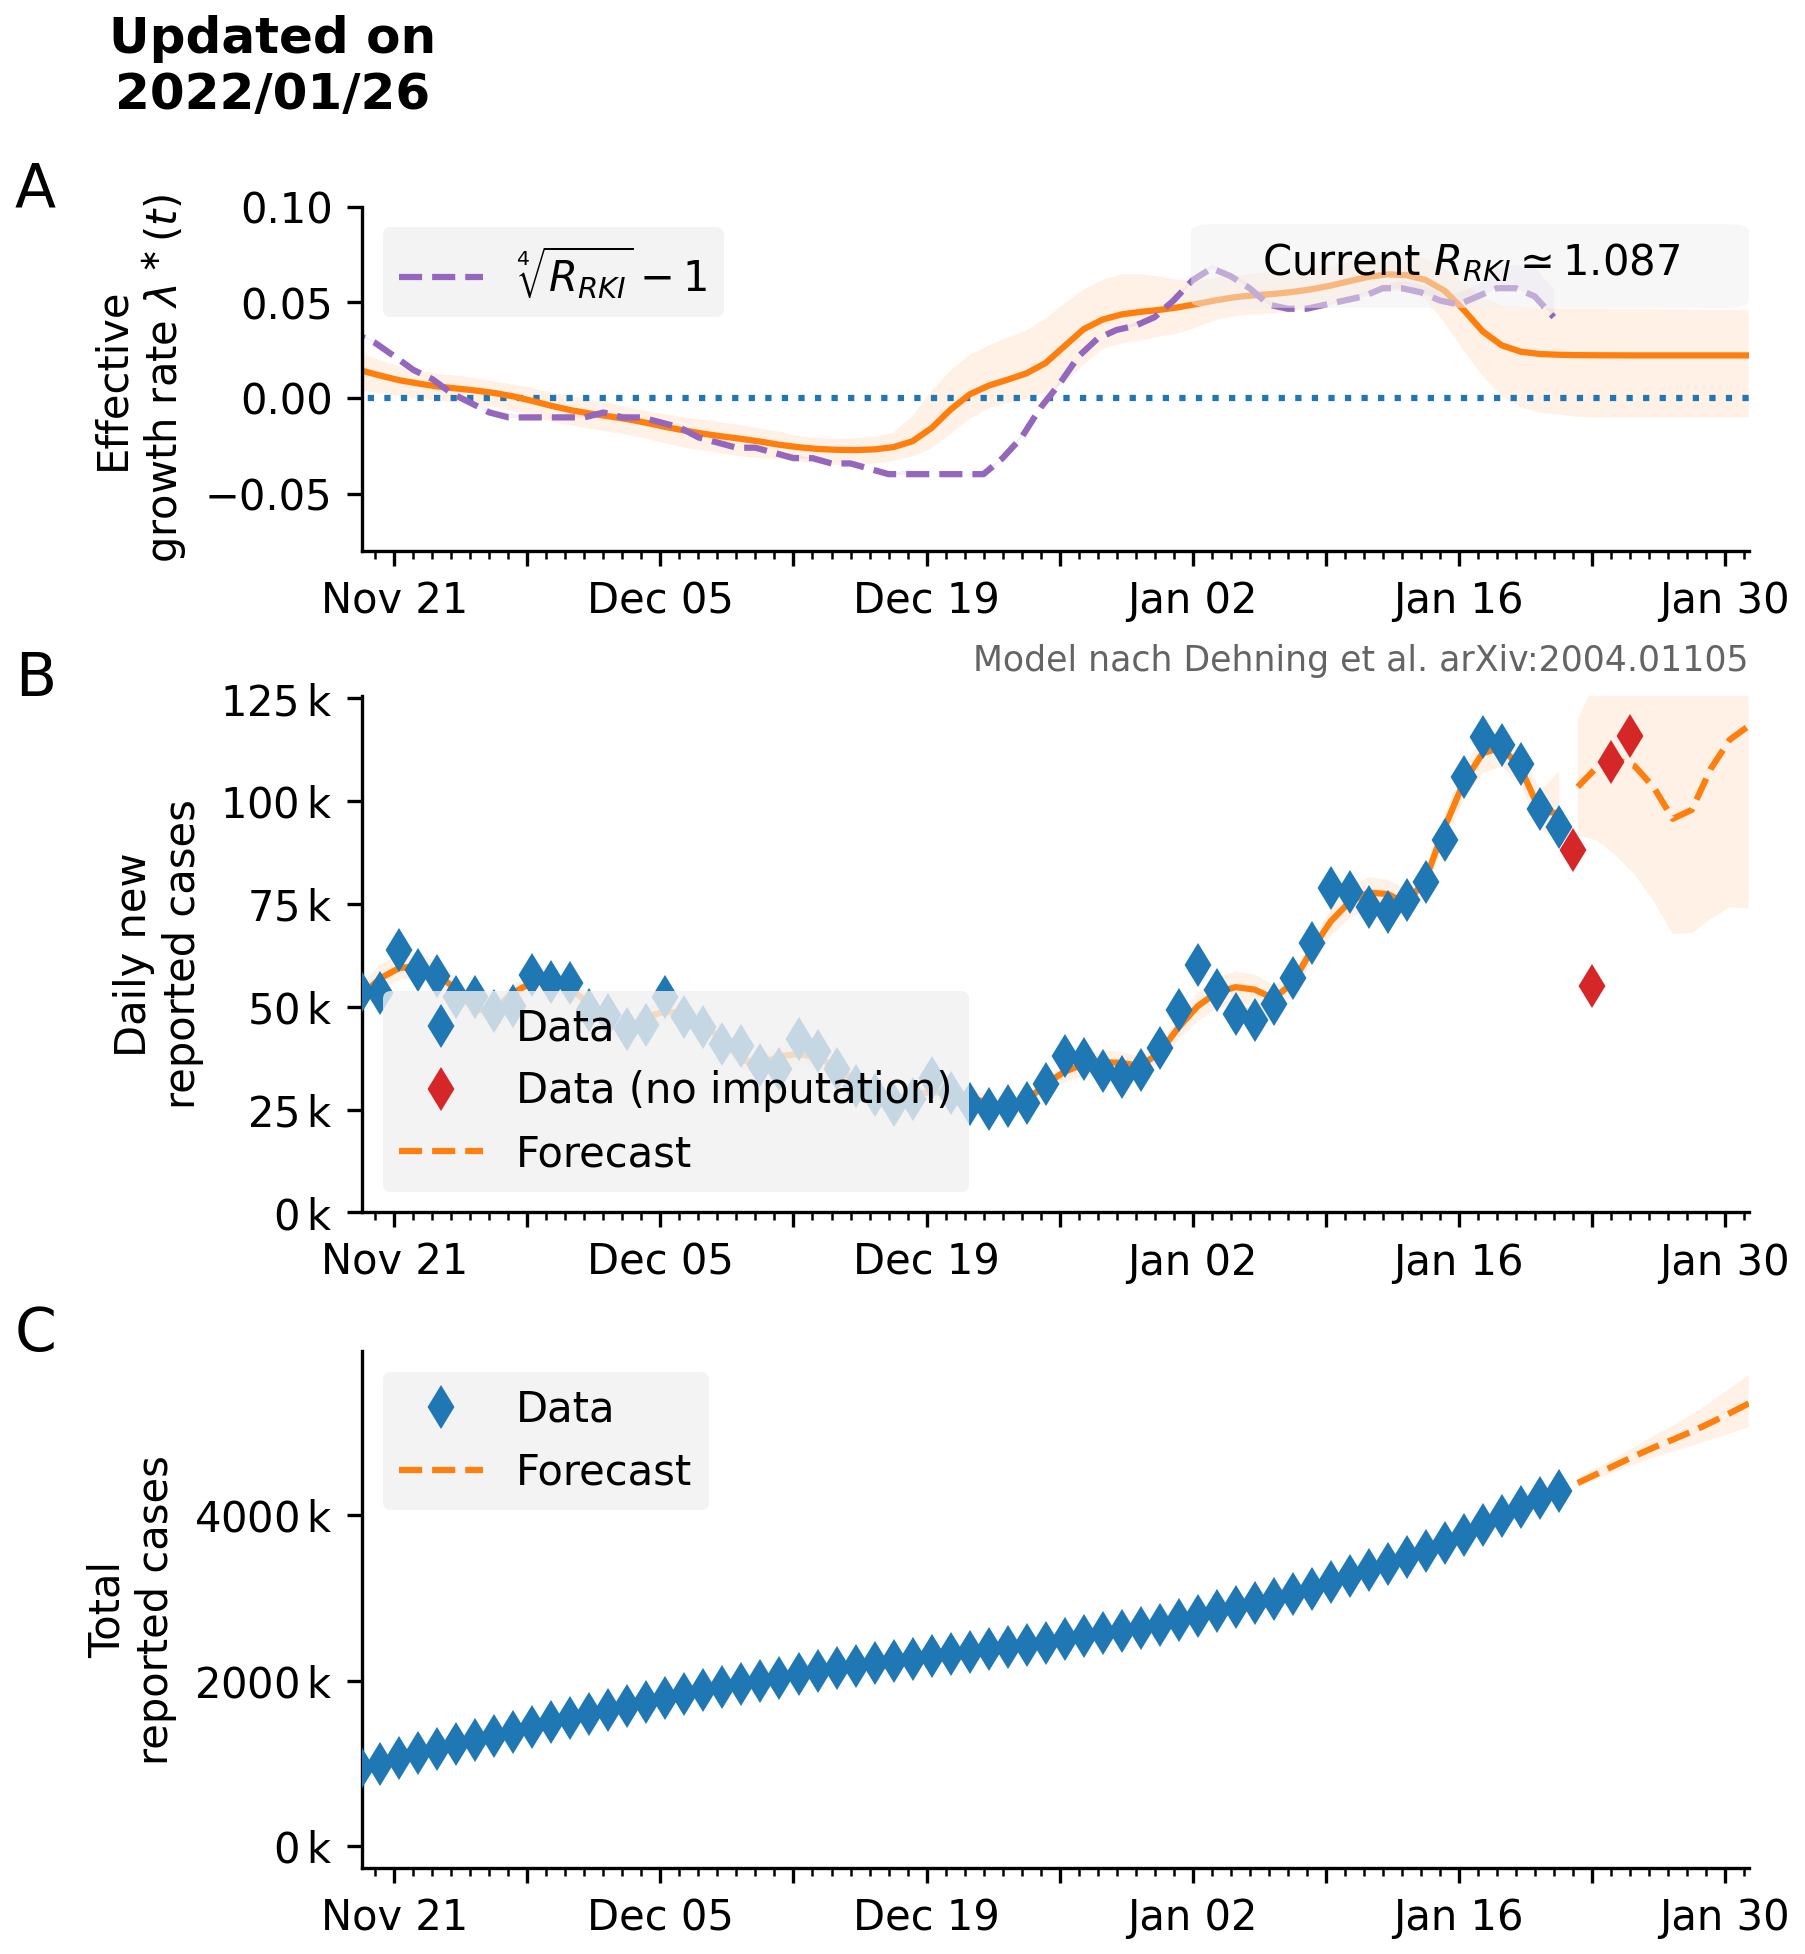 Updated on
2022/01/26
A
Effective
growth rate λ * (t)
0.10
0.05
0.00
−0.05
∜R_RKI − 1
Current R_RKI ≃ 1.087
Nov 21
Dec 05
Dec 19
Jan 02
Jan 16
Jan 30
Model nach Dehning et al. arXiv:2004.01105
B
Daily new
reported cases
125 k
100 k
75 k
50 k
25 k
0 k
Data
Data (no imputation)
Forecast
Nov 21
Dec 05
Dec 19
Jan 02
Jan 16
Jan 30
C
Total
reported cases
4000 k
2000 k
0 k
Data
Forecast
Nov 21
Dec 05
Dec 19
Jan 02
Jan 16
Jan 30